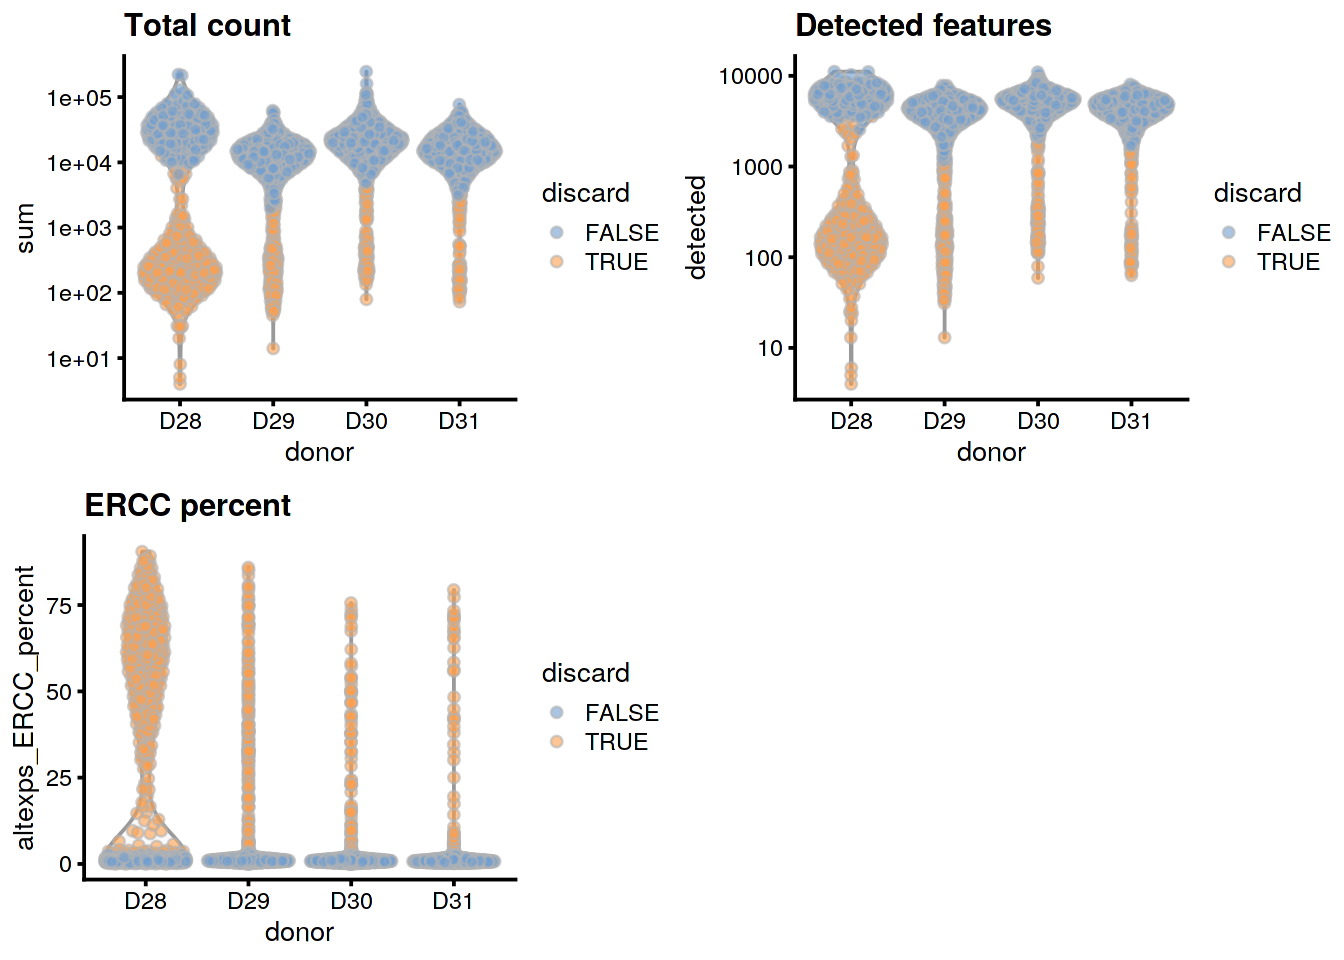 Total count
sum
1e+05
1e+04
1e+03
1e+02
1e+01
D28 D29 D30 D31
donor
discard
FALSE
TRUE
Detected features
detected
10000
1000
100
10
D28 D29 D30 D31
donor
discard
FALSE
TRUE
ERCC percent
altexps_ERCC_percent
75
50
25
0
D28 D29 D30 D31
donor
discard
FALSE
TRUE